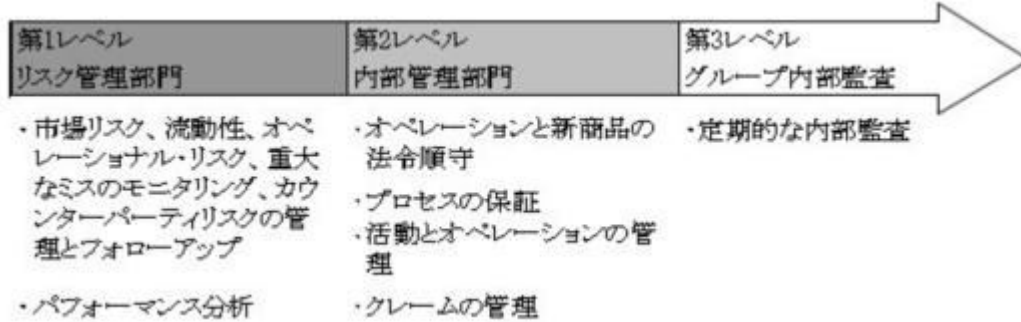 第1レベル
リスク管理部門
・市場リスク、流動性、オペ
レーショナル・リスク、重大
なミスのモニタリング、カウ
ンターパーティリスクの管
理とフォローアップ
・パフォーマンス分析
第2レベル
内部管理部門
・オペレーションと新商品の
法令順守
・プロセスの保証
・活動とオペレーションの管
理
・クレームの管理
第3レベル
グループ内部監査
・定期的な内部監査